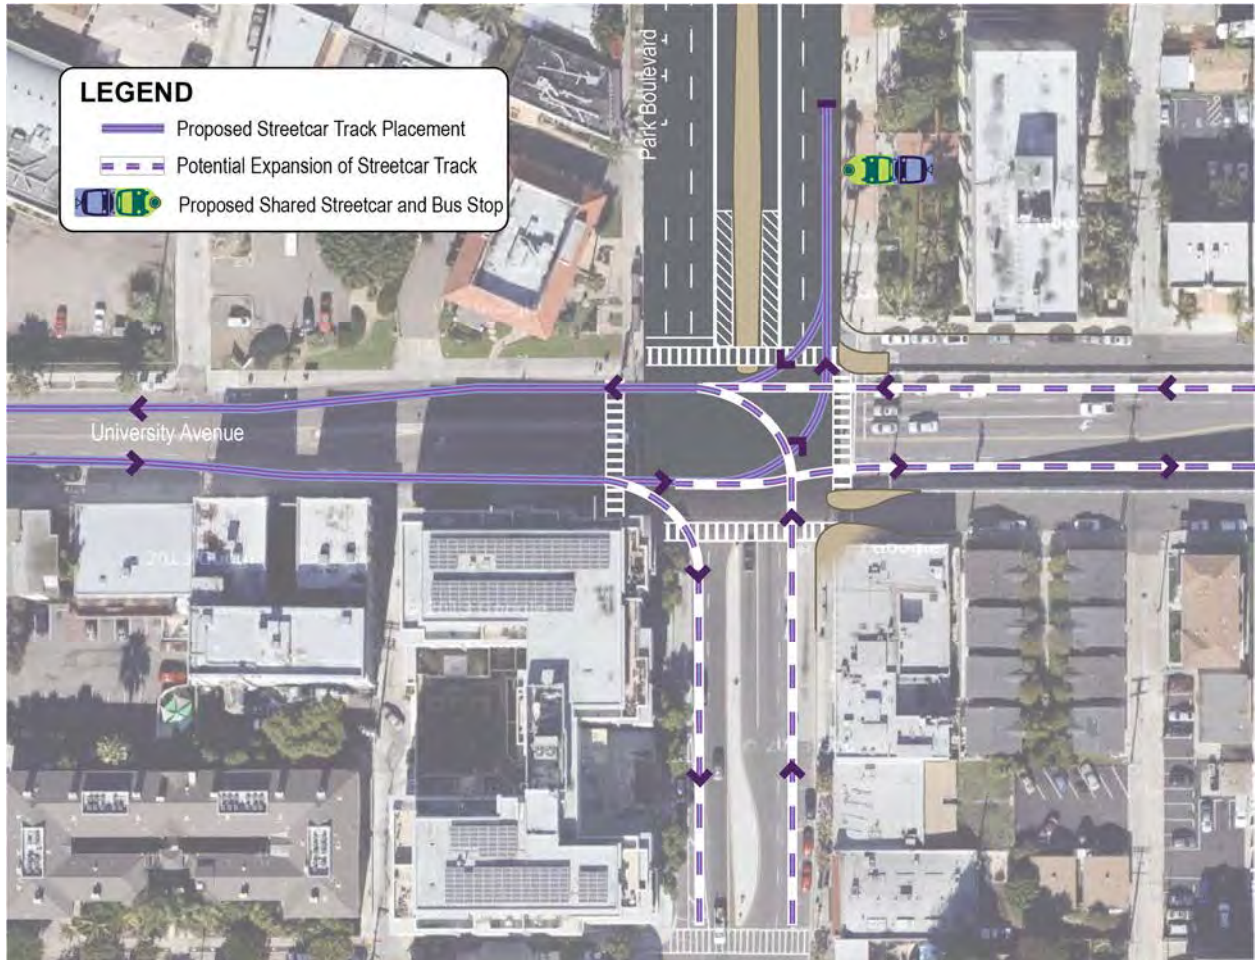 LEGEND
Proposed Streetcar Track Placement
Potential Expansion of Streetcar Track
Proposed Shared Streetcar and Bus Stop
Park Boulevard
University Avenue
Google